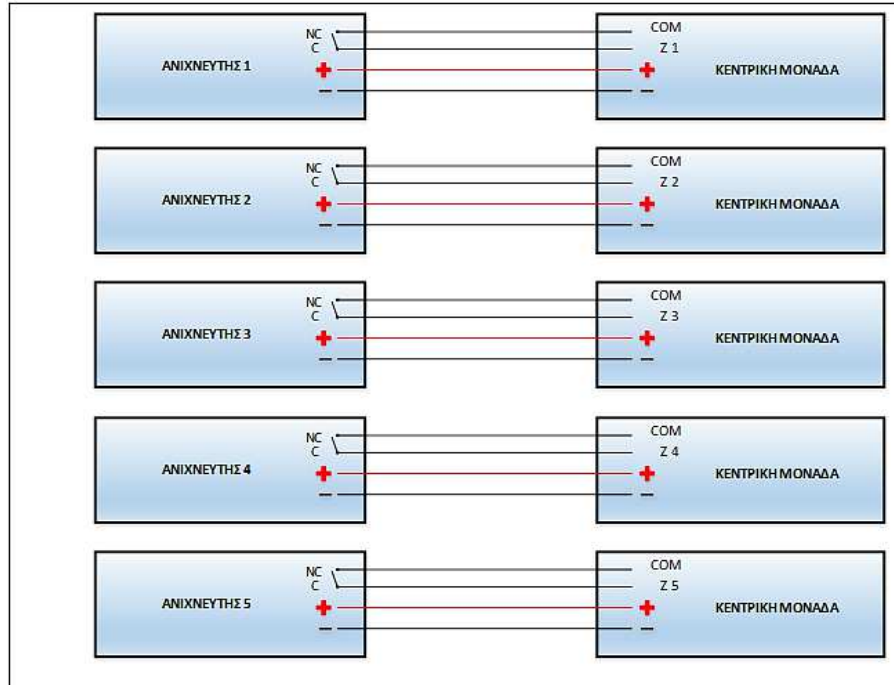 NC COM
C Z 1
ΑΝΙΧΝΕΥΤΗΣ 1 + + ΚΕΝΤΡΙΚΗ ΜΟΝΑΔΑ
− −
NC COM
C Z 2
ΑΝΙΧΝΕΥΤΗΣ 2 + + ΚΕΝΤΡΙΚΗ ΜΟΝΑΔΑ
− −
NC COM
C Z 3
ΑΝΙΧΝΕΥΤΗΣ 3 + + ΚΕΝΤΡΙΚΗ ΜΟΝΑΔΑ
− −
NC COM
C Z 4
ΑΝΙΧΝΕΥΤΗΣ 4 + + ΚΕΝΤΡΙΚΗ ΜΟΝΑΔΑ
− −
NC COM
C Z 5
ΑΝΙΧΝΕΥΤΗΣ 5 + + ΚΕΝΤΡΙΚΗ ΜΟΝΑΔΑ
− −